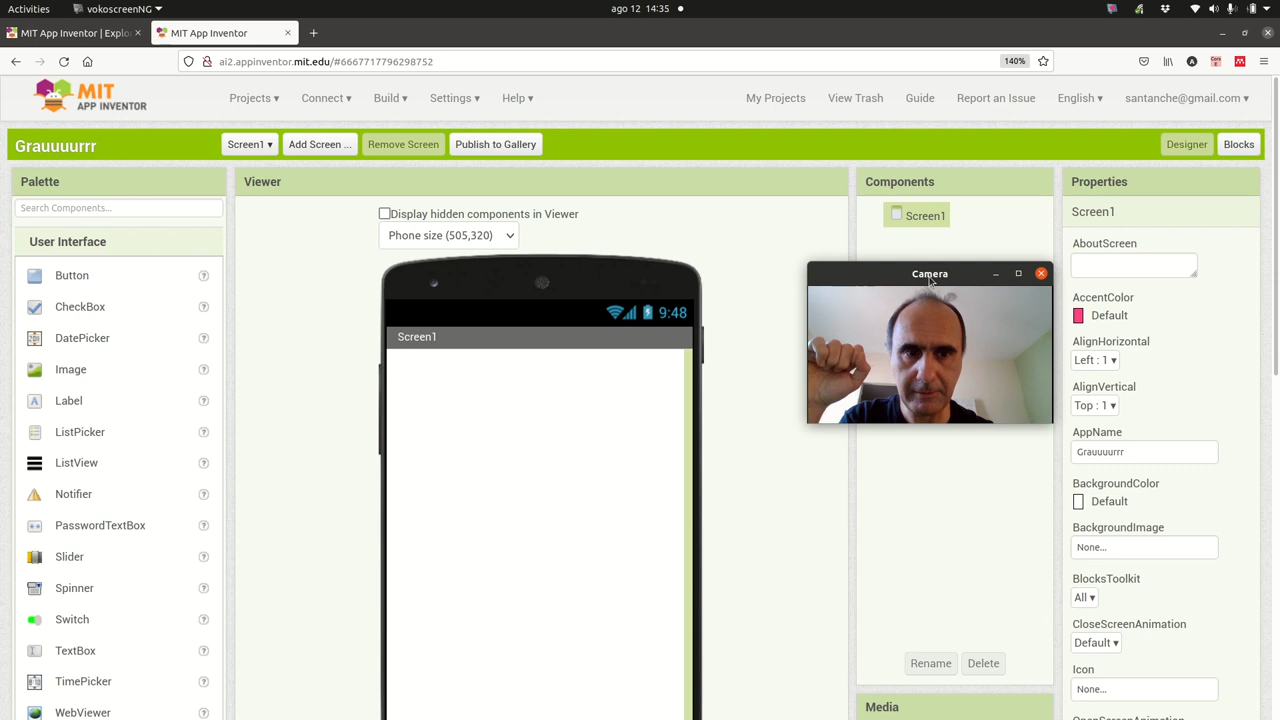 Activities
vokoscreenNG ▾
ago 12 14:35
MIT App Inventor | Explo
MIT App Inventor
ai2.appinventor.mit.edu/#6667717796298752
140%
MIT
APP INVENTOR
Projects ▾
Connect ▾
Build ▾
Settings ▾
Help ▾
My Projects
View Trash
Guide
Report an Issue
English ▾
santanche@gmail.com ▾
Grauuuurrr
Screen1 ▾
Add Screen ...
Remove Screen
Publish to Gallery
Designer
Blocks
Palette
Search Components...
User Interface
Button
CheckBox
DatePicker
Image
Label
ListPicker
ListView
Notifier
PasswordTextBox
Slider
Spinner
Switch
TextBox
TimePicker
WebViewer
Viewer
Display hidden components in Viewer
Phone size (505,320)
9:48
Screen1
Components
Screen1
Camera
Rename
Delete
Media
Properties
Screen1
AboutScreen
AccentColor
Default
AlignHorizontal
Left : 1 ▾
AlignVertical
Top : 1 ▾
AppName
Grauuuurrr
BackgroundColor
Default
BackgroundImage
None...
BlocksToolkit
All ▾
CloseScreenAnimation
Default ▾
Icon
None...
OpenScreenAnimation